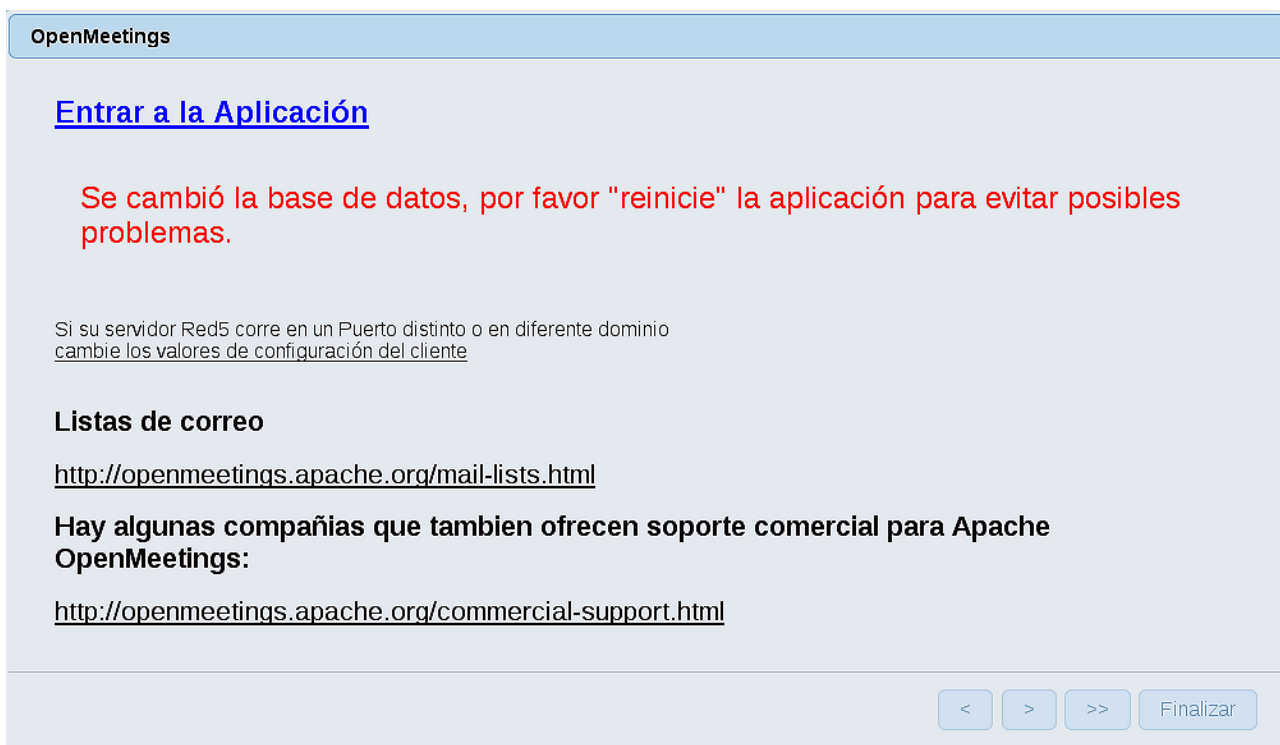 OpenMeetings
Entrar a la Aplicación
Se cambió la base de datos, por favor "reinicie" la aplicación para evitar posibles
problemas.
Si su servidor Red5 corre en un Puerto distinto o en diferente dominio
cambie los valores de configuración del cliente
Listas de correo
http://openmeetings.apache.org/mail-lists.html
Hay algunas compañias que tambien ofrecen soporte comercial para Apache
OpenMeetings:
http://openmeetings.apache.org/commercial-support.html
< > >> Finalizar